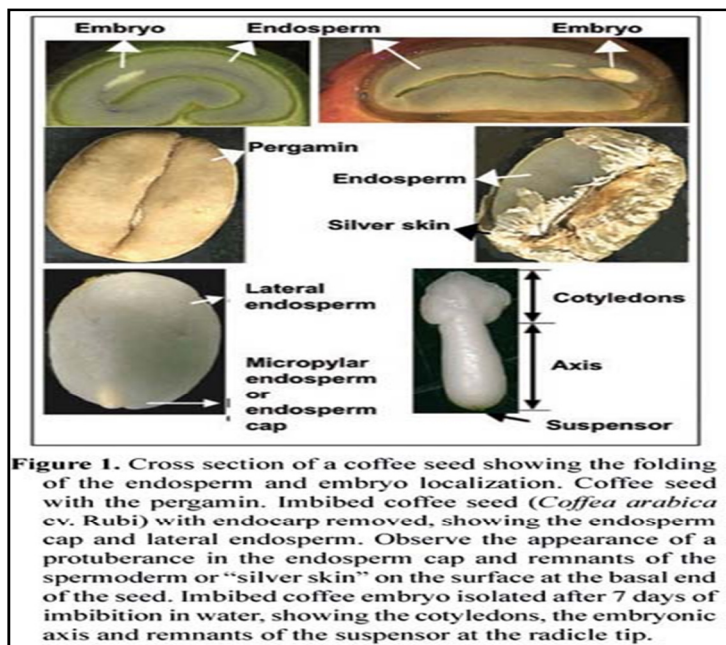 Embryo Endosperm Embryo
Pergamin
Endosperm
Silver skin
Lateral
endosperm
Micropylar
endosperm
or
endosperm
cap
Cotyledons
Axis
Suspensor
Figure 1. Cross section of a coffee seed showing the folding
of the endosperm and embryo localization. Coffee seed
with the pergamin. Imbibed coffee seed (Coffea arabica
cv. Rubi) with endocarp removed, showing the endosperm
cap and lateral endosperm. Observe the appearance of a
protuberance in the endosperm cap and remnants of the
spermoderm or “silver skin” on the surface at the basal end
of the seed. Imbibed coffee embryo isolated after 7 days of
imbibition in water, showing the cotyledons, the embryonic
axis and remnants of the suspensor at the radicle tip.